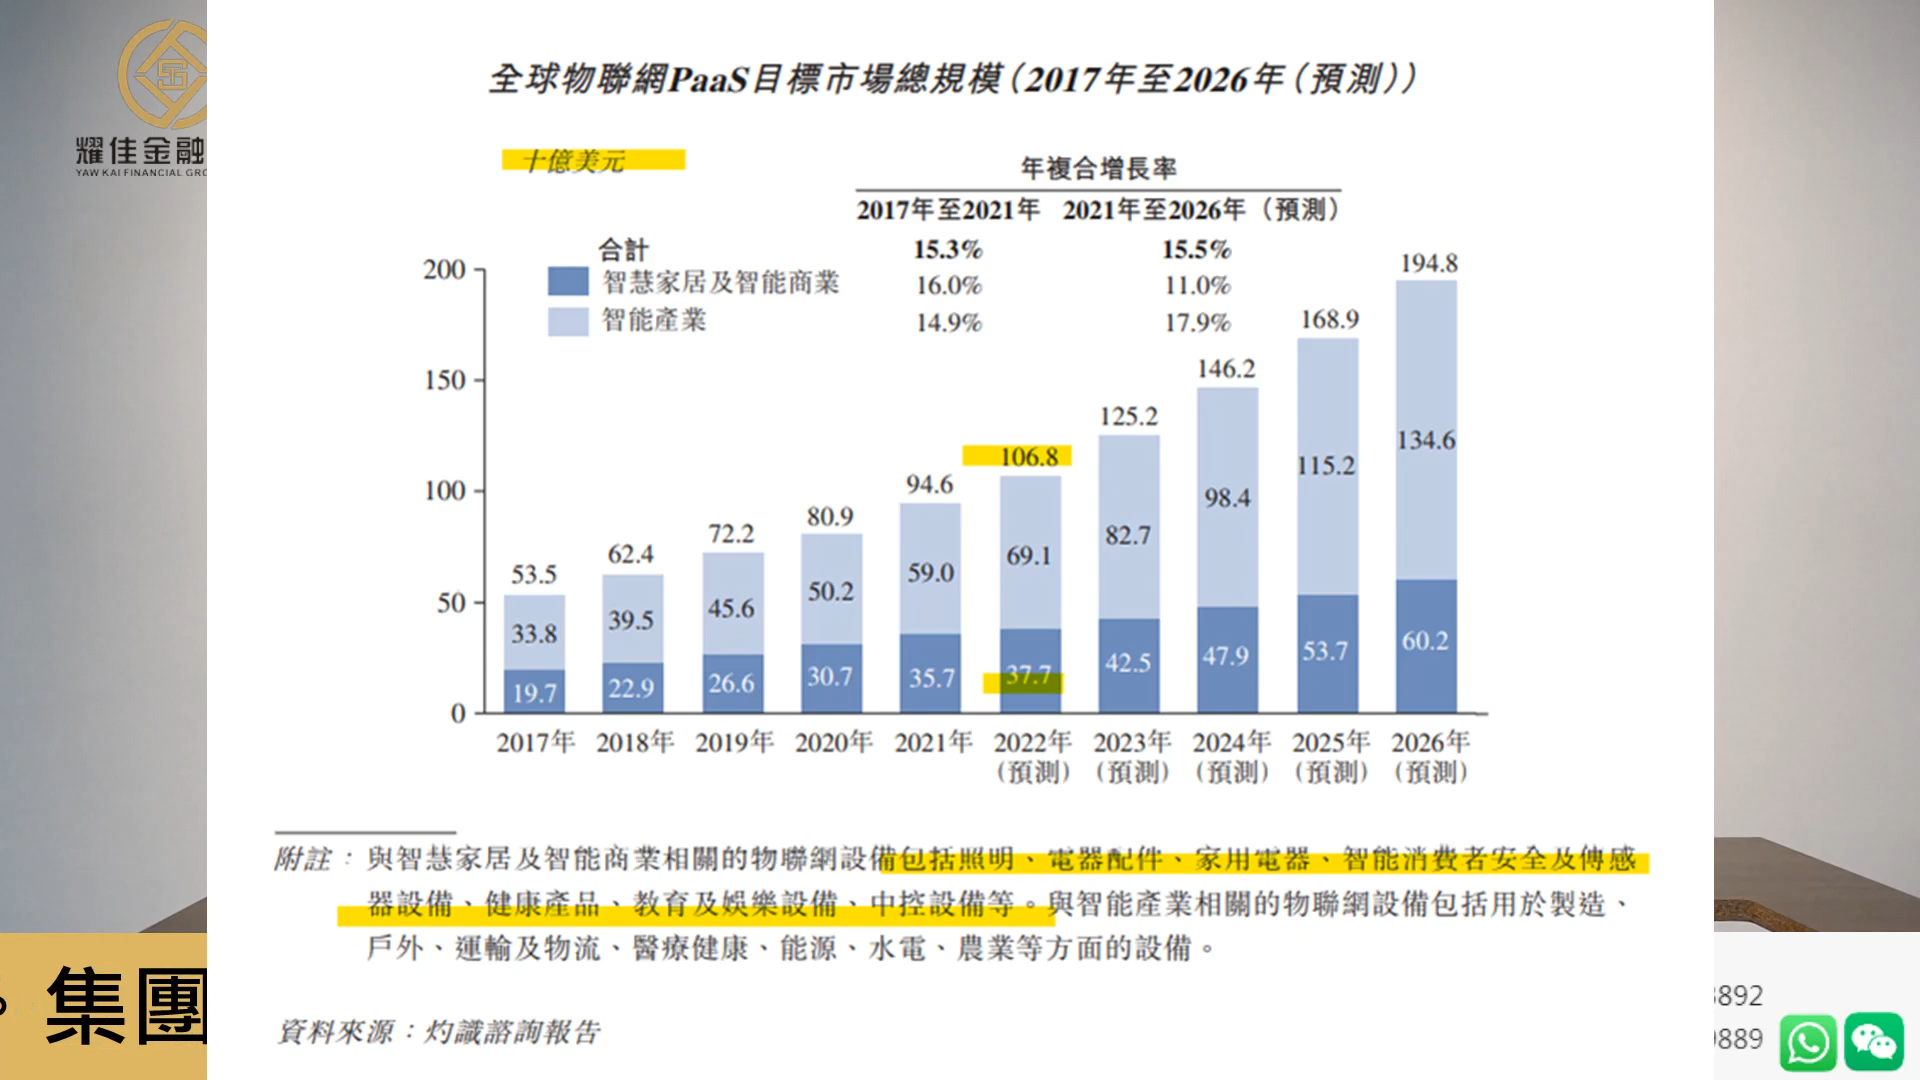 耀佳金融
YAW KAI FINANCIAL GRO
全球物聯網PaaS目標市場總規模(2017年至2026年(預測))
十億美元
年複合增長率
2017年至2021年 2021年至2026年(預測)
合計 15.3% 15.5%
智慧家居及智能商業 16.0% 11.0%
智能產業 14.9% 17.9%
200
150
100
50
0
53.5 62.4 72.2 80.9 94.6 106.8 125.2 146.2 168.9 194.8
33.8 39.5 45.6 50.2 59.0 69.1 82.7 98.4 115.2 134.6
19.7 22.9 26.6 30.7 35.7 37.7 42.5 47.9 53.7 60.2
2017年 2018年 2019年 2020年 2021年 2022年 2023年 2024年 2025年 2026年
(預測) (預測) (預測) (預測) (預測)
附註:與智慧家居及智能商業相關的物聯網設備包括照明、電器配件、家用電器、智能消費者安全及傳感
器設備、健康產品、教育及娛樂設備、中控設備等。與智能產業相關的物聯網設備包括用於製造、
戶外、運輸及物流、醫療健康、能源、水電、農業等方面的設備。
資料來源:灼識諮詢報告
。集團
892
889